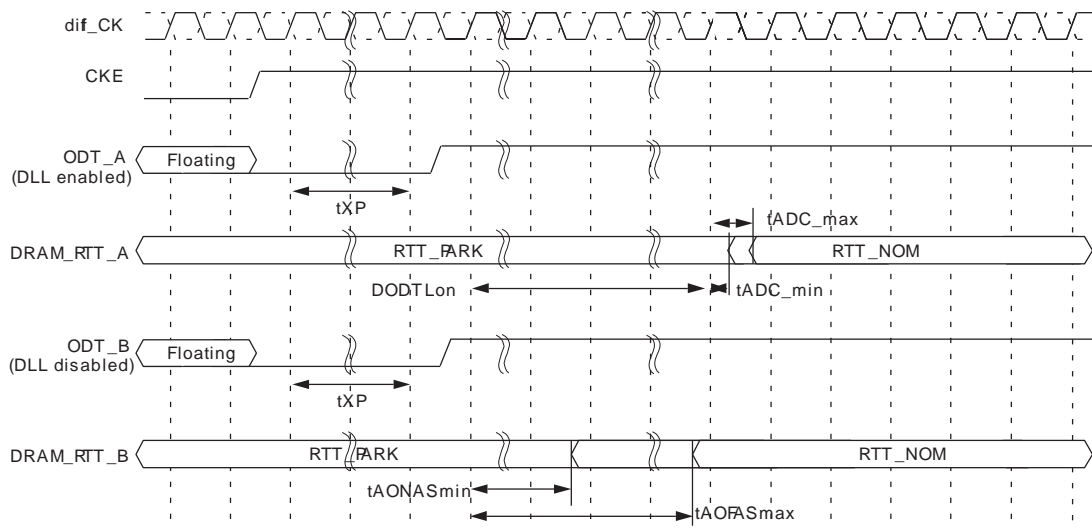 dif_CK
CKE
ODT_A
(DLL enabled)
Floating
tXP
tADC_max
DRAM_RTT_A
RTT_PARK
RTT_NOM
DODTLon
tADC_min
ODT_B
(DLL disabled)
Floating
tXP
DRAM_RTT_B
RTT_PARK
RTT_NOM
tAONASmin
tAOFASmax